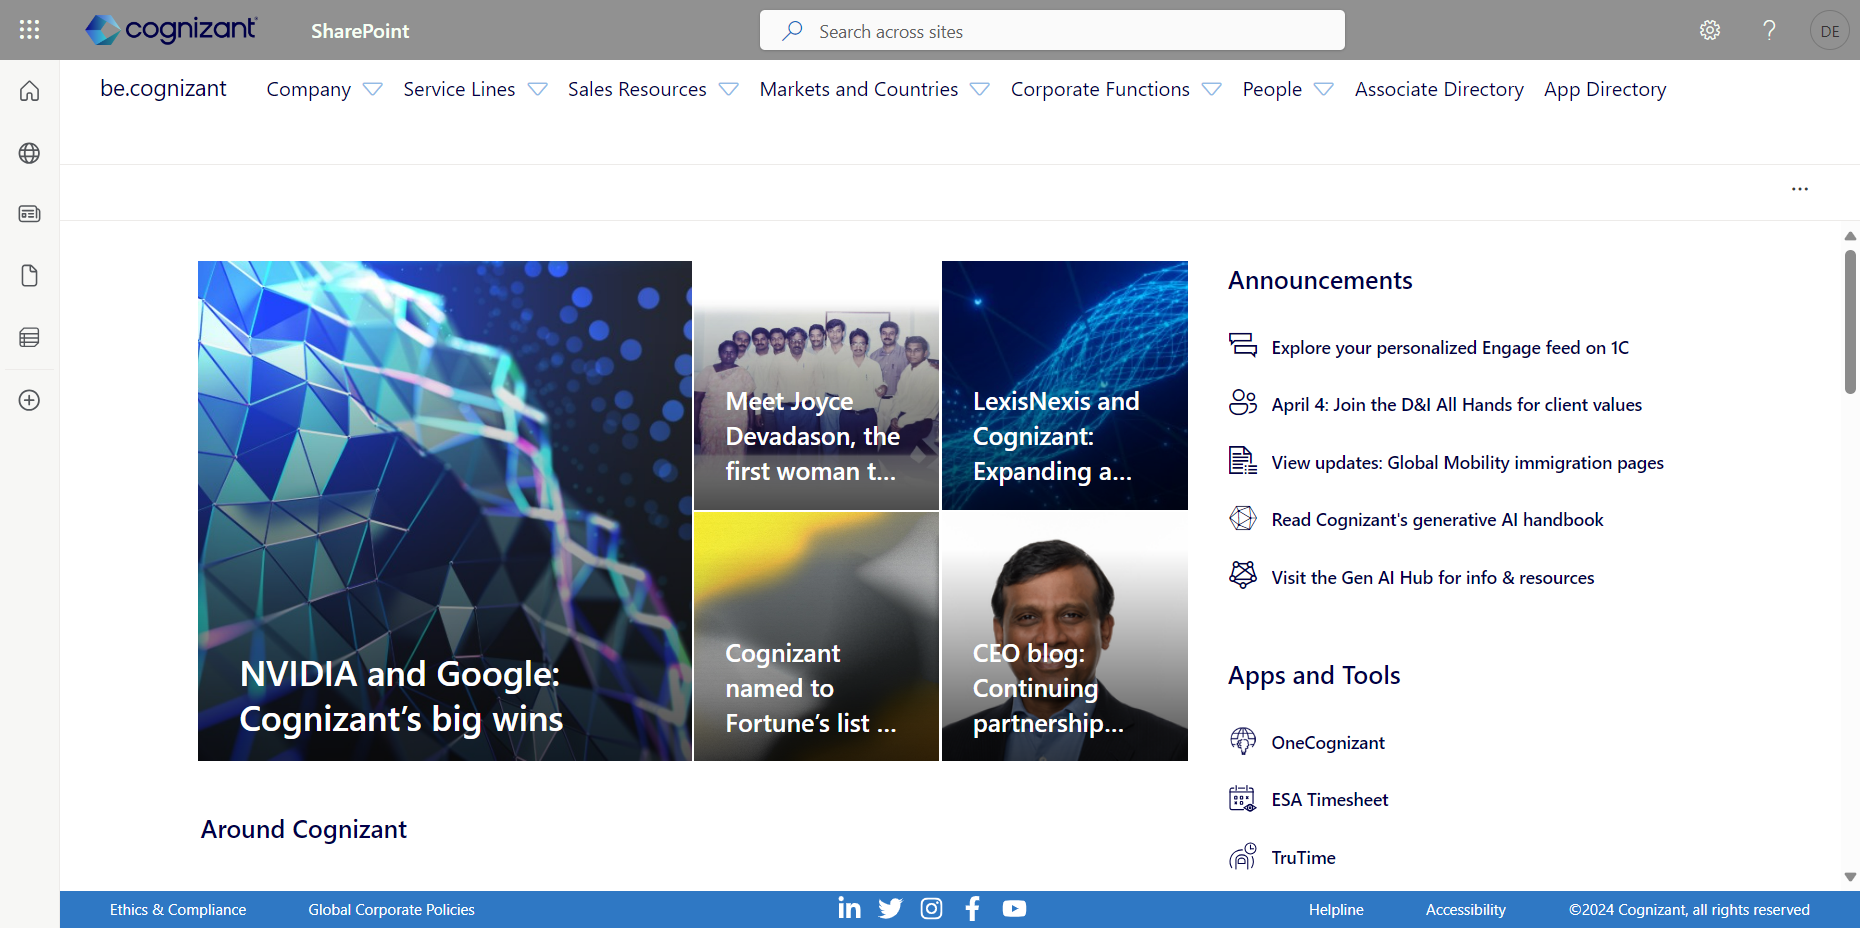 cognizant
SharePoint
Search across sites
DE
be.cognizant
Company
Service Lines
Sales Resources
Markets and Countries
Corporate Functions
People
Associate Directory
App Directory
NVIDIA and Google:
Cognizant’s big wins
Meet Joyce
Devadason, the
first woman t...
LexisNexis and
Cognizant:
Expanding a...
Cognizant
named to
Fortune’s list ...
CEO blog:
Continuing
partnership...
Around Cognizant
Announcements
Explore your personalized Engage feed on 1C
April 4: Join the D&I All Hands for client values
View updates: Global Mobility immigration pages
Read Cognizant's generative AI handbook
Visit the Gen AI Hub for info & resources
Apps and Tools
OneCognizant
ESA Timesheet
TruTime
Ethics & Compliance
Global Corporate Policies
Helpline
Accessibility
©2024 Cognizant, all rights reserved